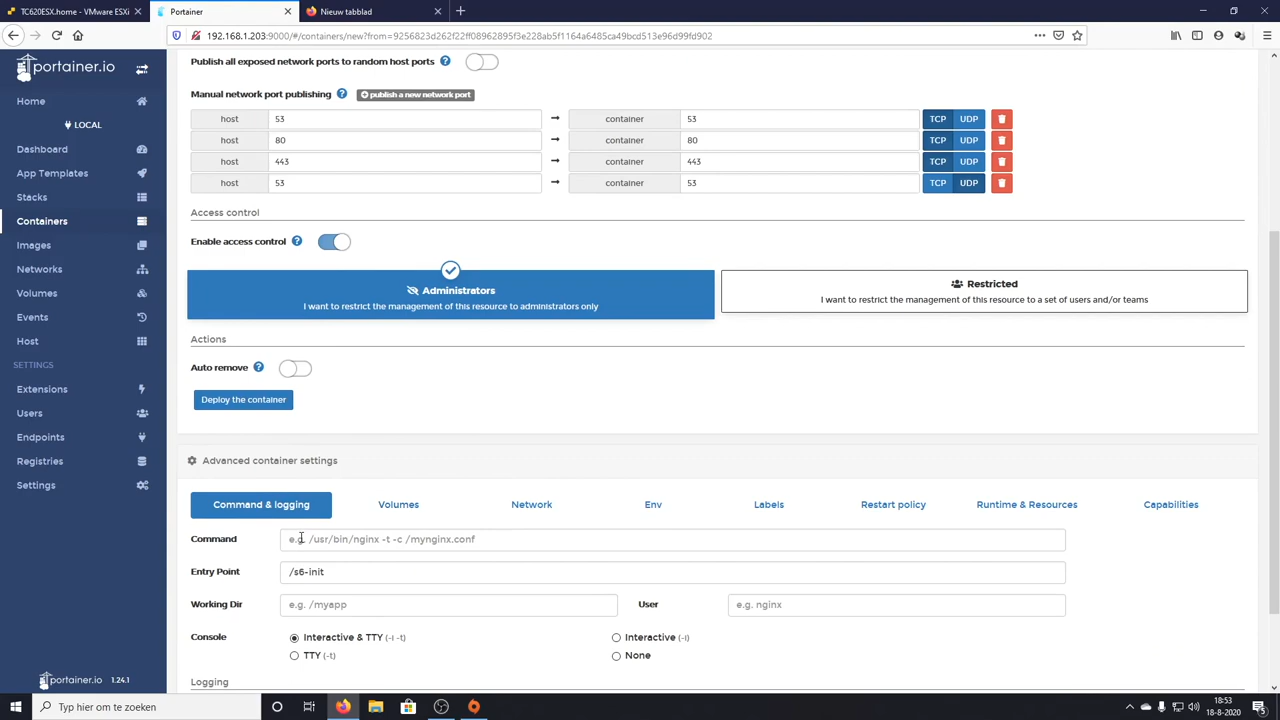 TC620ESX.home - VMware ESXi
Portainer
Nieuw tabblad
192.168.1.203:9000/#/containers/new?from=9256823d262f22ff08962895f3ebab5f1164a6485ca49bcd513e96d99fd902
portainer.io
Home
LOCAL
Dashboard
App Templates
Stacks
Containers
Images
Networks
Volumes
Events
Host
SETTINGS
Extensions
Users
Endpoints
Registries
Settings
portainer.io 1.24.1
Publish all exposed network ports to random host ports
Manual network port publishing publish a new network port
host 53 container 53 TCP UDP
host 80 container 80 TCP UDP
host 443 container 443 TCP UDP
host 53 container 53 TCP UDP
Access control
Enable access control
Administrators
I want to restrict the management of this resource to administrators only
Restricted
I want to restrict the management of this resource to a set of users and/or teams
Actions
Auto remove
Deploy the container
Advanced container settings
Command & logging Volumes Network Env Labels Restart policy Runtime & Resources Capabilities
Command e.g. /usr/bin/nginx -t -c /mynginx.conf
Entry Point /s6-init
Working Dir e.g. /myapp User e.g. nginx
Console Interactive & TTY (-i -t) Interactive (-i)
TTY (-t) None
Logging
Typ hier om te zoeken
18:53
18-8-2020